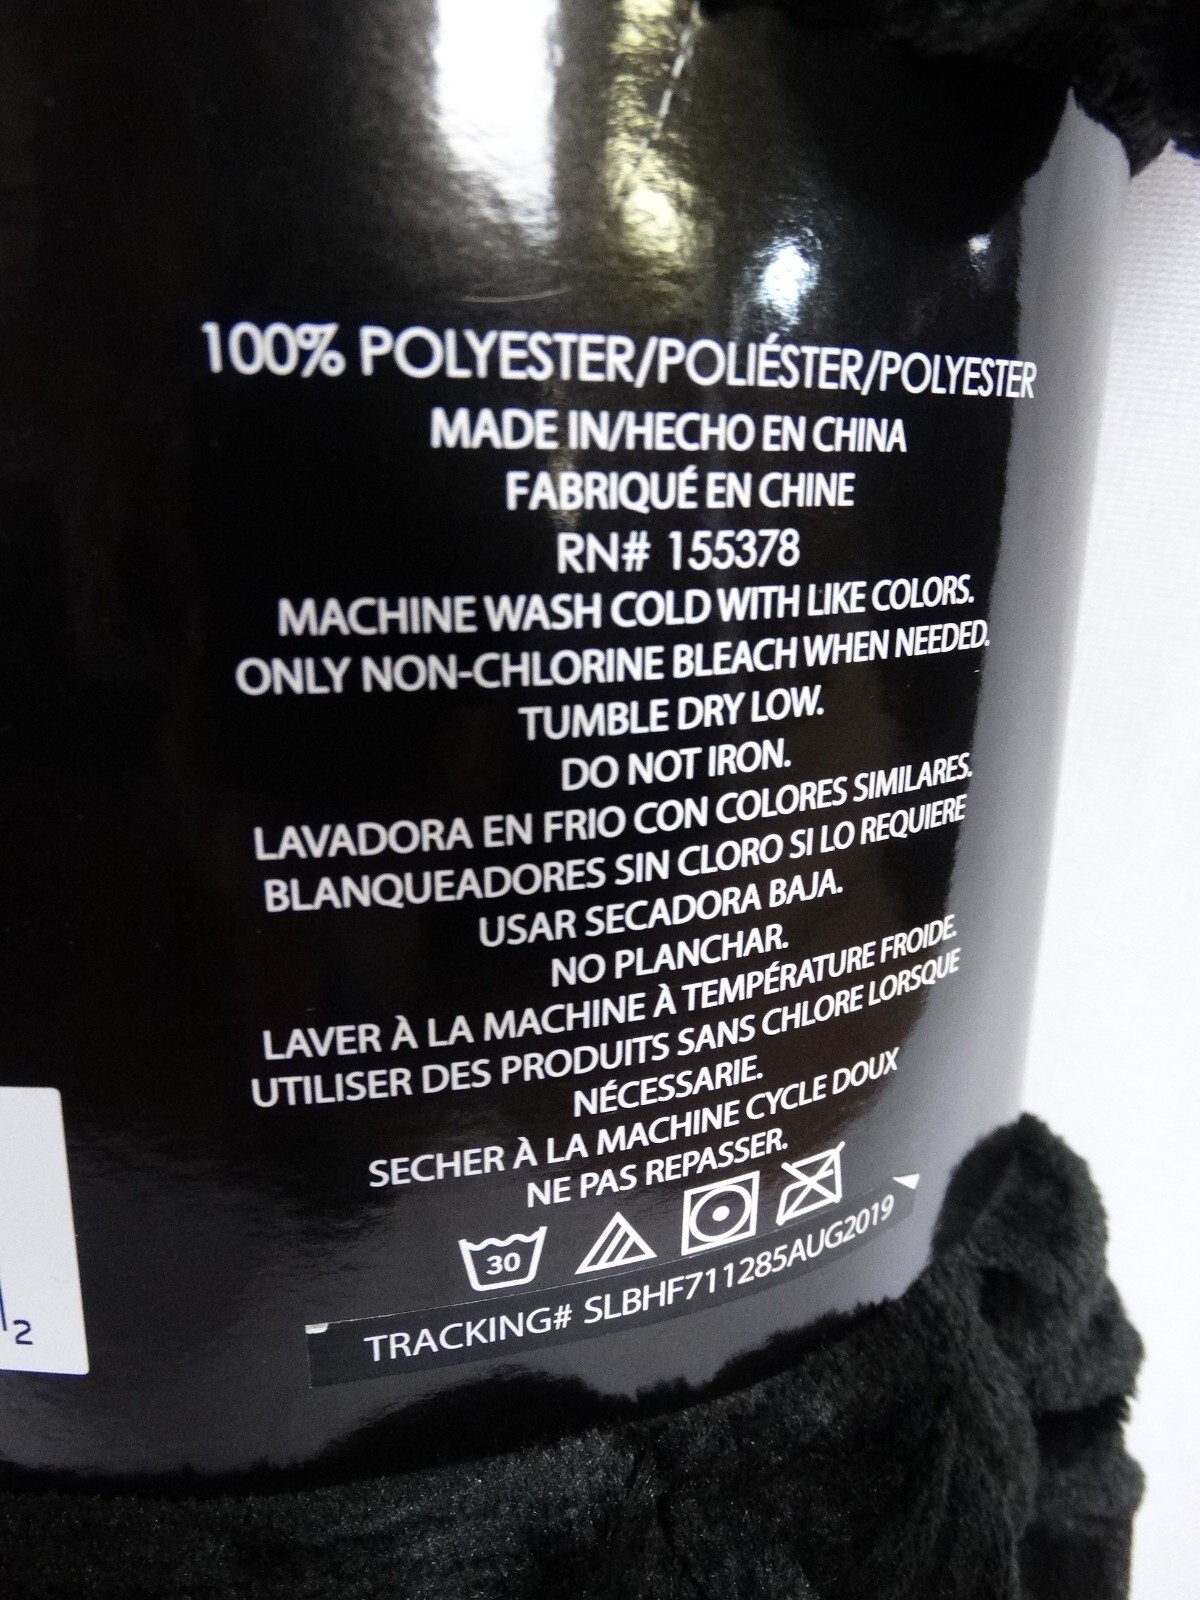 100% POLYESTER/POLIÉSTER/POLYESTER
MADE IN/HECHO EN CHINA
FABRIQUÉ EN CHINE
RN# 155378
MACHINE WASH COLD WITH LIKE COLORS.
ONLY NON-CHLORINE BLEACH WHEN NEEDED.
TUMBLE DRY LOW.
DO NOT IRON.
LAVADORA EN FRIO CON COLORES SIMILARES.
BLANQUEADORES SIN CLORO SI LO REQUIERE
USAR SECADORA BAJA.
NO PLANCHAR.
LAVER À LA MACHINE À TEMPÉRATURE FROIDE.
UTILISER DES PRODUITS SANS CHLORE LORSQUE
NÉCESSARIE.
SECHER À LA MACHINE CYCLE DOUX
NE PAS REPASSER.
30
TRACKING# SLBHF711285AUG2019
2